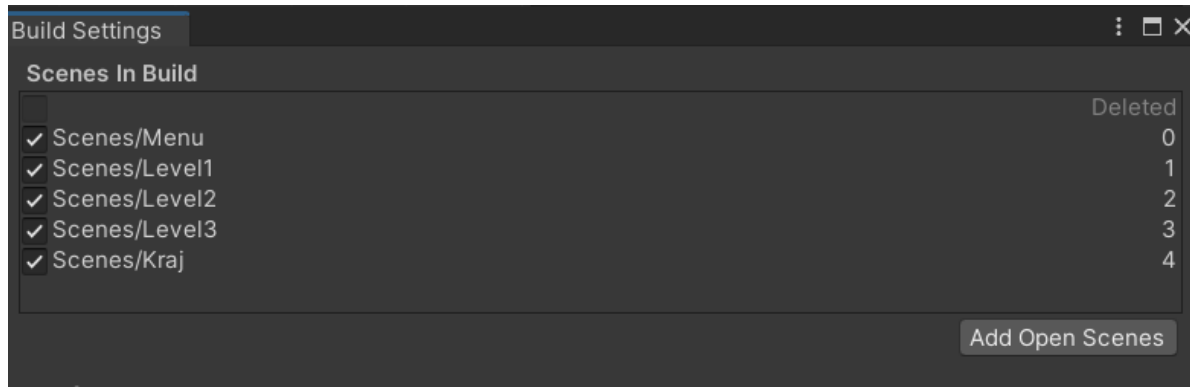 Build Settings
Scenes In Build
Deleted
Scenes/Menu 0
Scenes/Level1 1
Scenes/Level2 2
Scenes/Level3 3
Scenes/Kraj 4
Add Open Scenes